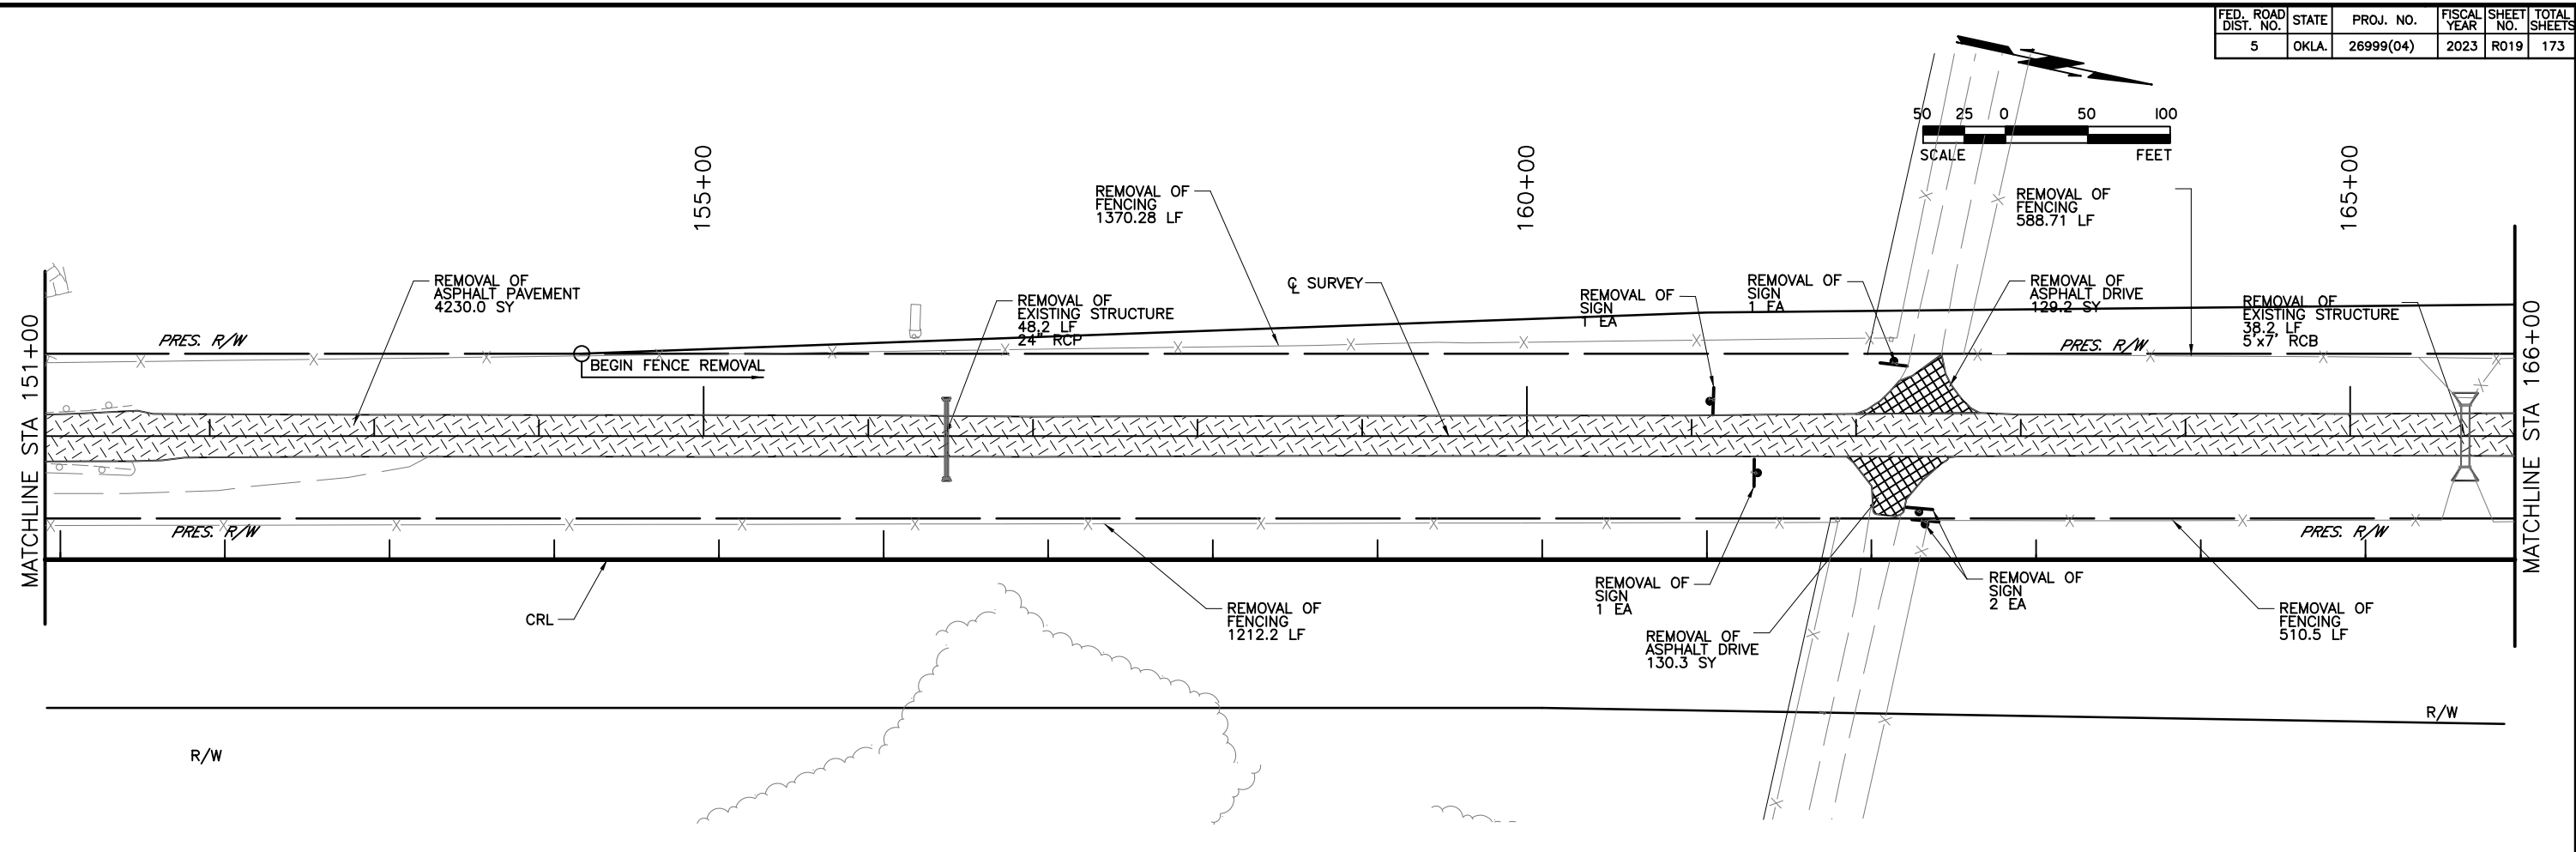 FED. ROAD DIST. NO. STATE PROJ. NO. FISCAL YEAR SHEET NO. TOTAL SHEETS
5 OKLA. 26999(04) 2023 R019 173
50 25 0 50 100
SCALE FEET
155+00
160+00
165+00
REMOVAL OF
FENCING
1370.28 LF
REMOVAL OF
FENCING
588.71 LF
REMOVAL OF
ASPHALT PAVEMENT
4230.0 SY
REMOVAL OF
EXISTING STRUCTURE
48.2 LF
24" RCP
℄ SURVEY
REMOVAL OF
SIGN
1 EA
REMOVAL OF
SIGN
1 EA
REMOVAL OF
ASPHALT DRIVE
129.2 SY
REMOVAL OF
EXISTING STRUCTURE
38.2 LF
5'x7' RCB
PRES. R/W
PRES. R/W
BEGIN FENCE REMOVAL
MATCHLINE STA 151+00
MATCHLINE STA 166+00
PRES. R/W
PRES. R/W
CRL
REMOVAL OF
FENCING
1212.2 LF
REMOVAL OF
SIGN
1 EA
REMOVAL OF
ASPHALT DRIVE
130.3 SY
REMOVAL OF
SIGN
2 EA
REMOVAL OF
FENCING
510.5 LF
R/W
R/W